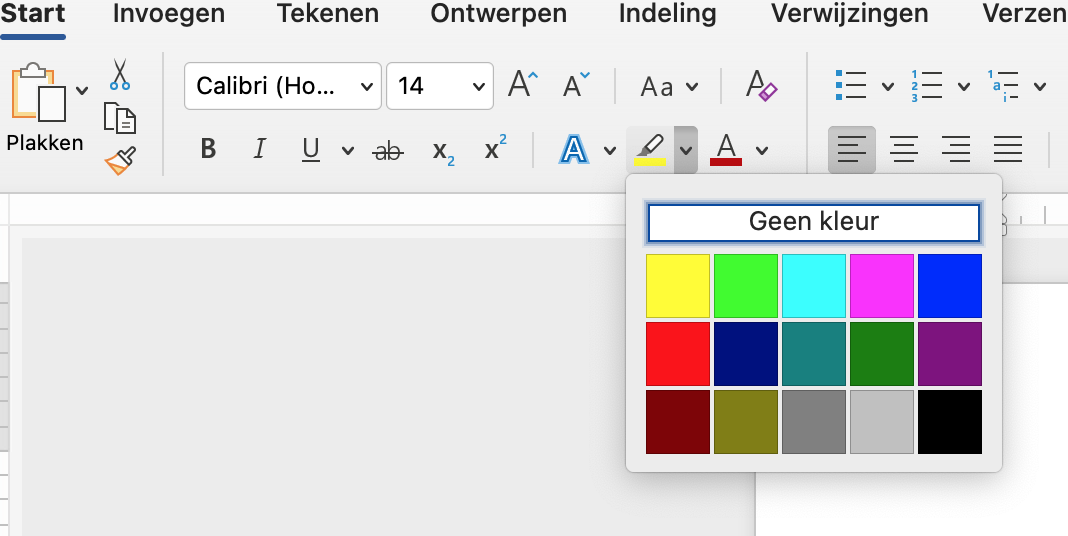 Start Invoegen Tekenen Ontwerpen Indeling Verwijzingen Verzen
Calibri (Ho... 14 A A Aa A
Plakken
B I U ab x2 x2 A A
Geen kleur